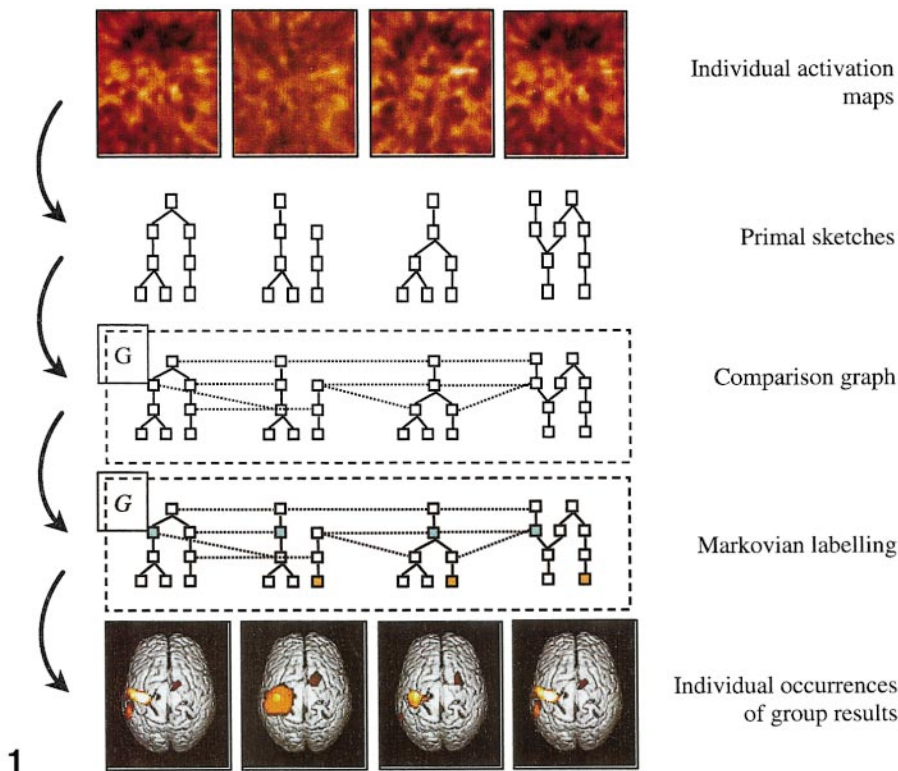 Individual activation
maps
Primal sketches
G
Comparison graph
G
Markovian labelling
Individual occurrences
of group results
1